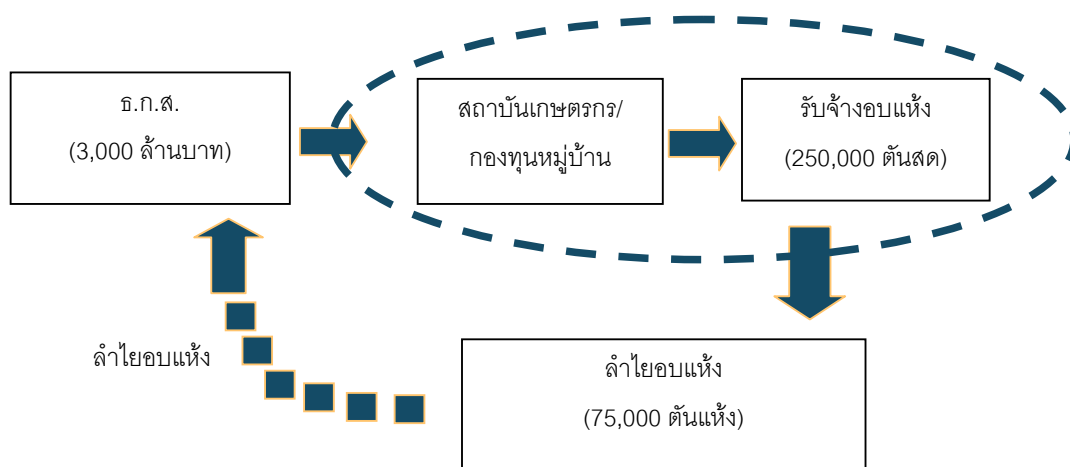 ธ.ก.ส.
(3,000 ล้านบาท)
สถาบันเกษตรกร/
กองทุนหมู่บ้าน
รับจ้างอบแห้ง
(250,000 ตันสด)
ลำไยอบแห้ง
ลำไยอบแห้ง
(75,000 ตันแห้ง)